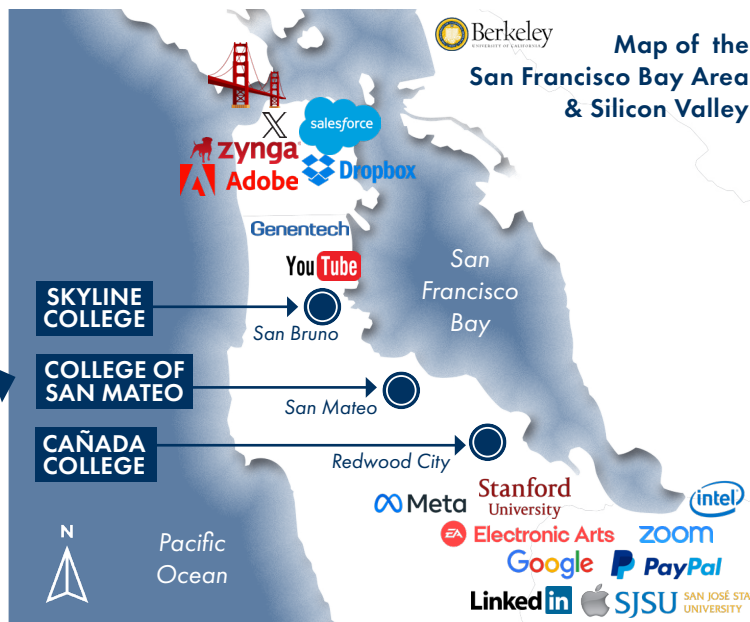 Berkeley
UNIVERSITY OF CALIFORNIA
Map of the
San Francisco Bay Area
& Silicon Valley
salesforce
zynga
Adobe
Dropbox
Genentech
YouTube
SKYLINE
COLLEGE
San Bruno
San
Francisco
Bay
COLLEGE OF
SAN MATEO
San Mateo
CAÑADA
COLLEGE
Redwood City
Meta
Stanford
University
intel
EA Electronic Arts
zoom
Google
PayPal
LinkedIn
SJSU
SAN JOSÉ STA
UNIVERSITY
N
Pacific
Ocean